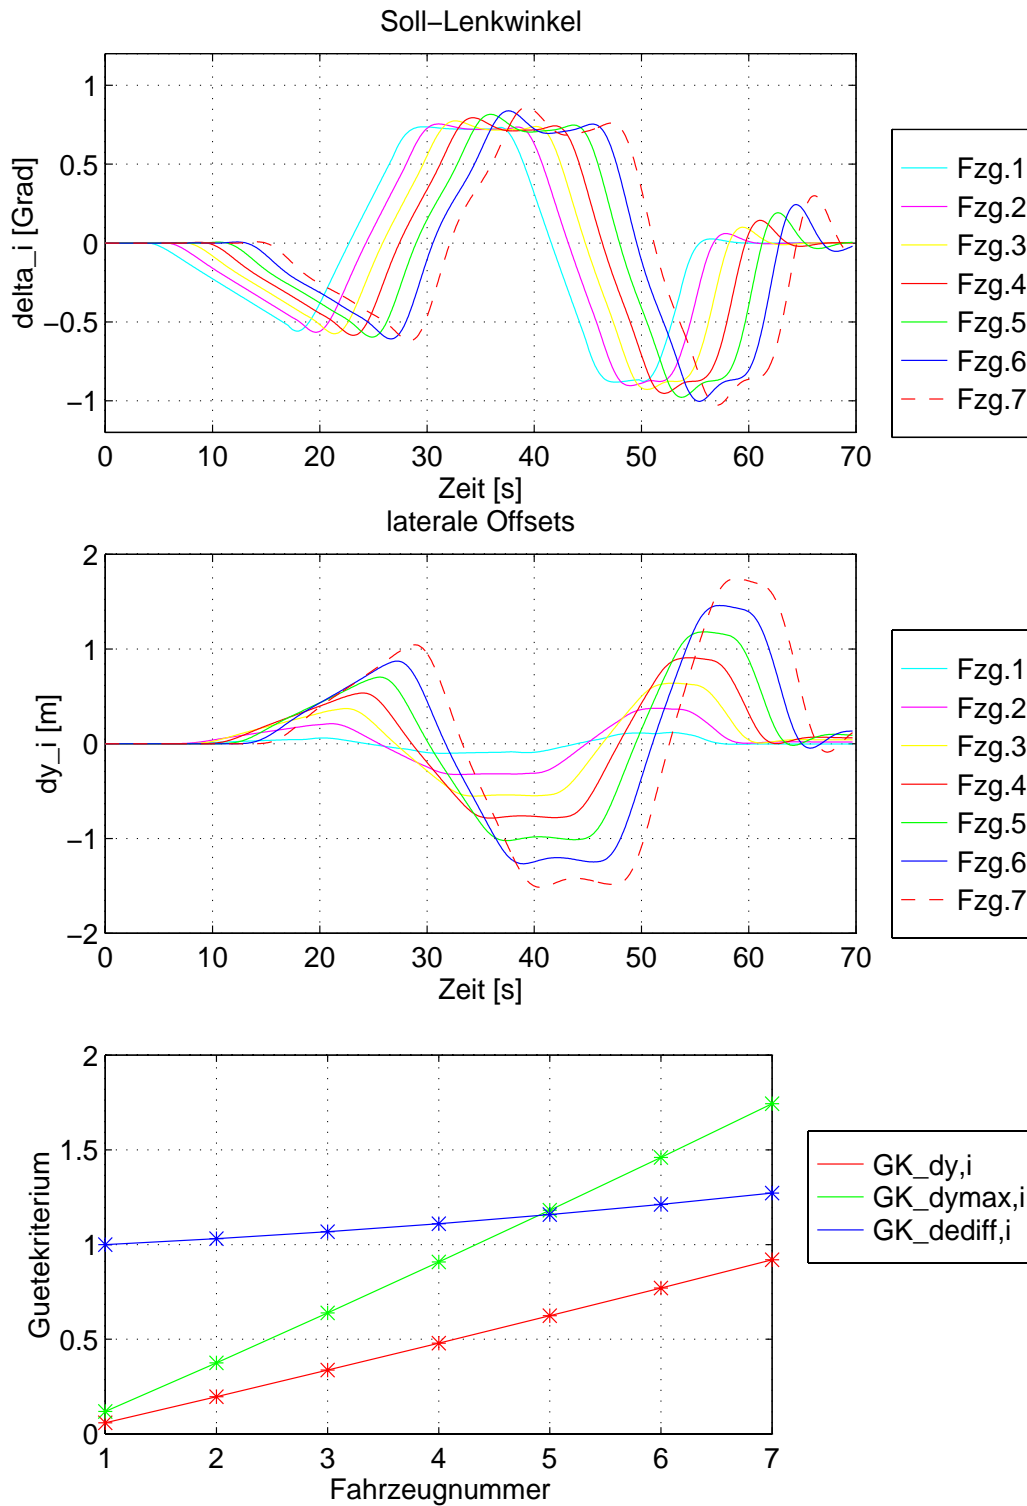 Soll−Lenkwinkel
1
0.5
0
−0.5
−1
delta_i [Grad]
0 10 20 30 40 50 60 70
Zeit [s]
Fzg.1
Fzg.2
Fzg.3
Fzg.4
Fzg.5
Fzg.6
Fzg.7
laterale Offsets
2
1
0
−1
−2
dy_i [m]
0 10 20 30 40 50 60 70
Zeit [s]
Fzg.1
Fzg.2
Fzg.3
Fzg.4
Fzg.5
Fzg.6
Fzg.7
2
1.5
1
0.5
0
Guetekriterium
1 2 3 4 5 6 7
Fahrzeugnummer
GK_dy,i
GK_dymax,i
GK_dediff,i